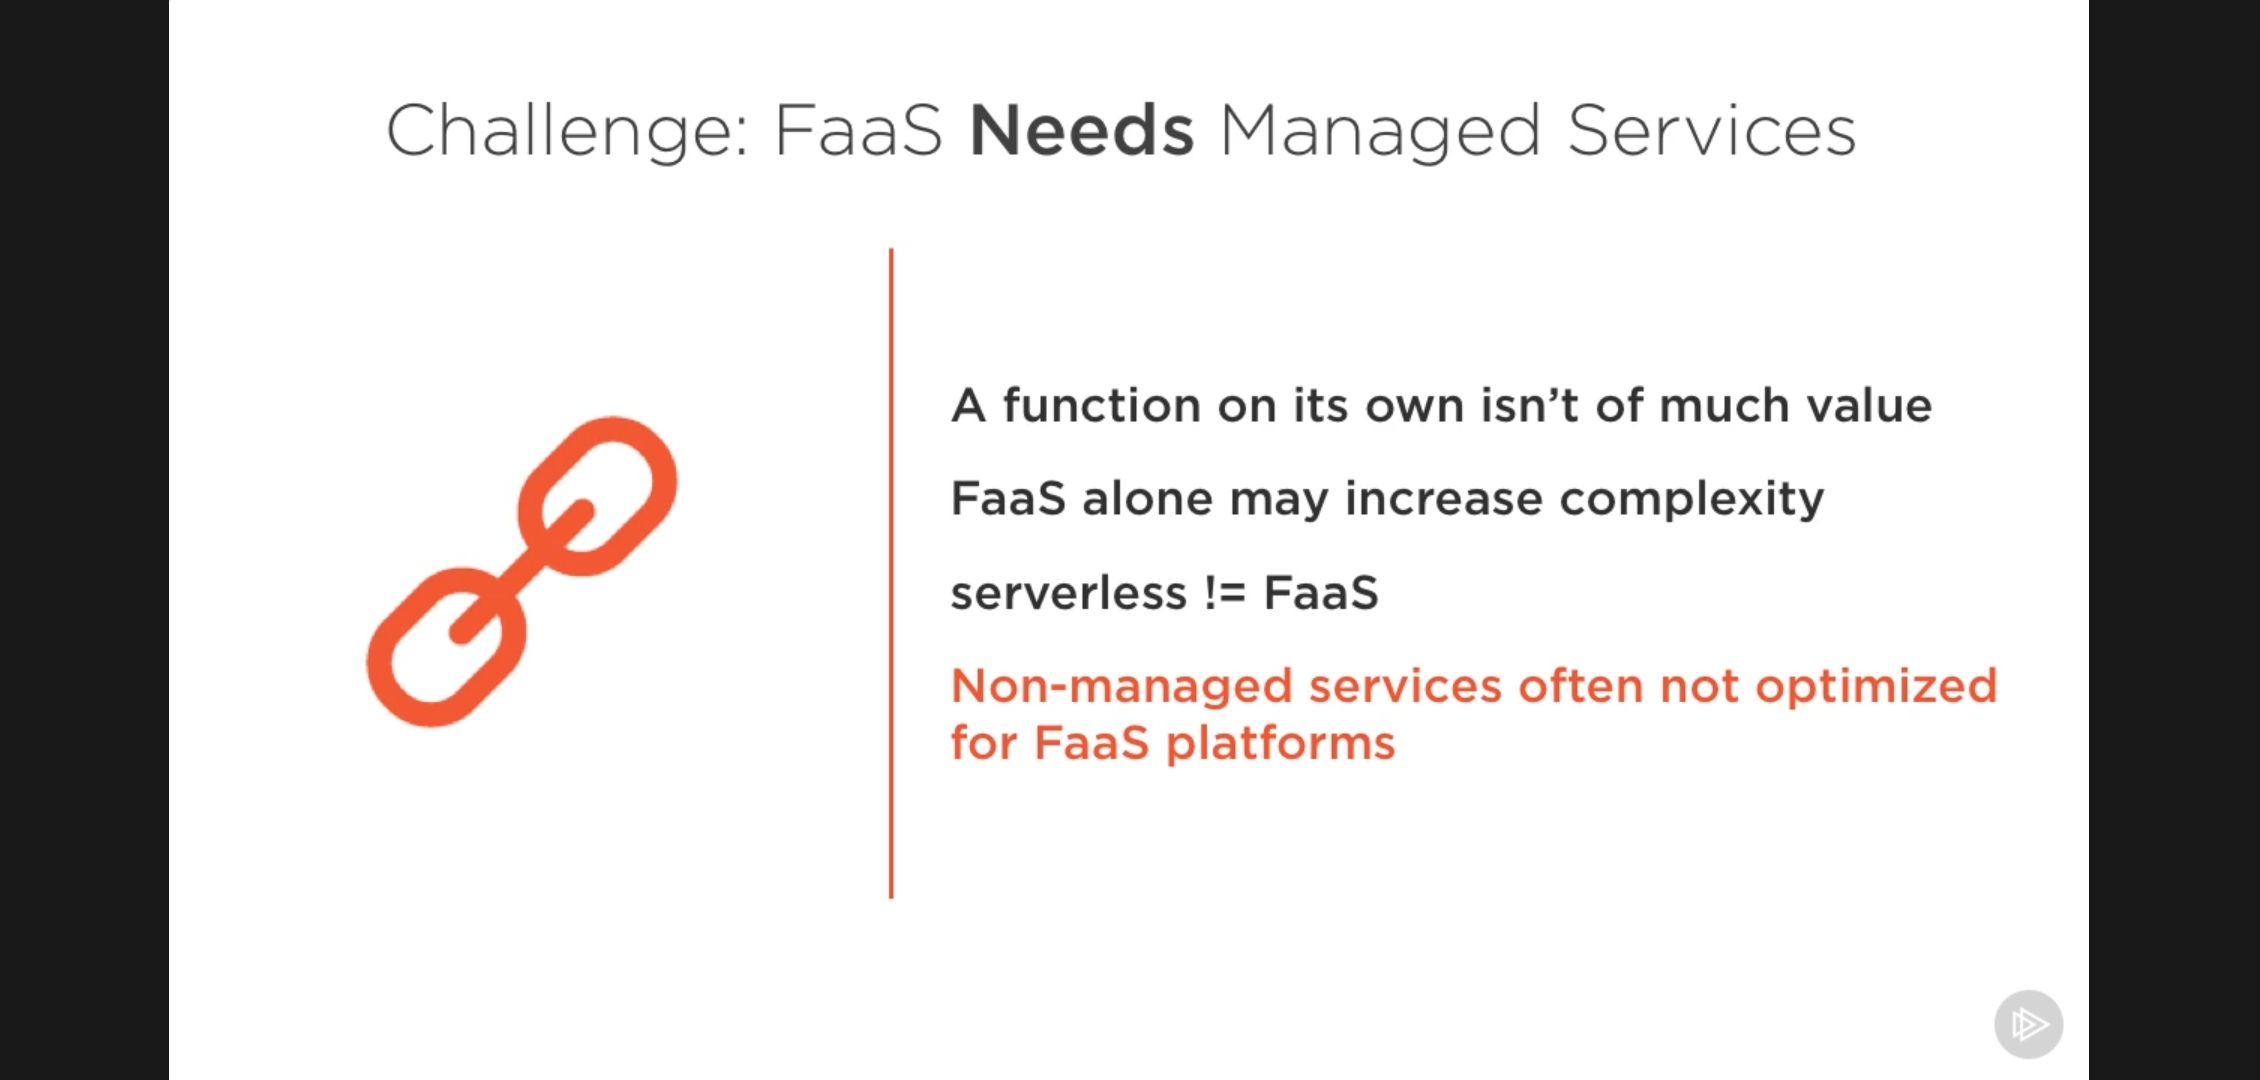 Challenge: FaaS Needs Managed Services
A function on its own isn’t of much value
FaaS alone may increase complexity
serverless != FaaS
Non-managed services often not optimized
for FaaS platforms